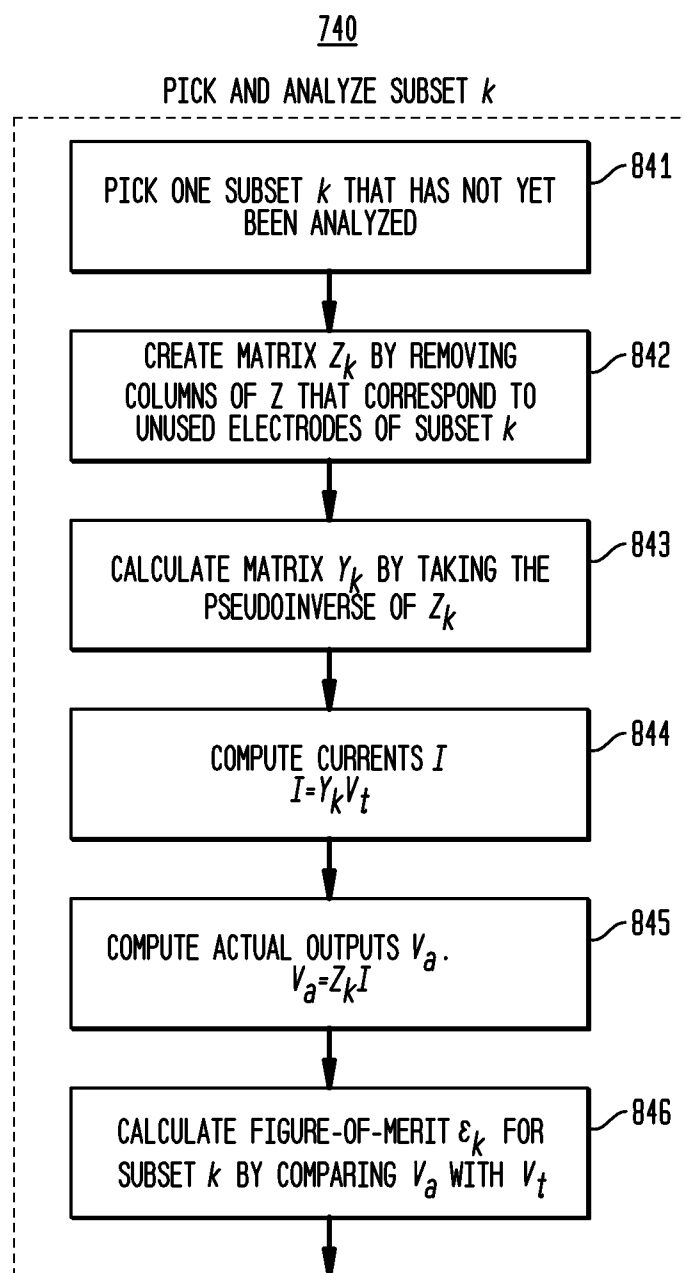 740
PICK AND ANALYZE SUBSET k
PICK ONE SUBSET k THAT HAS NOT YET
BEEN ANALYZED
841
CREATE MATRIX Zk BY REMOVING
COLUMNS OF Z THAT CORRESPOND TO
UNUSED ELECTRODES OF SUBSET k
842
CALCULATE MATRIX Yk BY TAKING THE
PSEUDOINVERSE OF Zk
843
COMPUTE CURRENTS I
I=YkVt
844
COMPUTE ACTUAL OUTPUTS Va.
Va=ZkI
845
CALCULATE FIGURE-OF-MERIT εk FOR
SUBSET k BY COMPARING Va WITH Vt
846